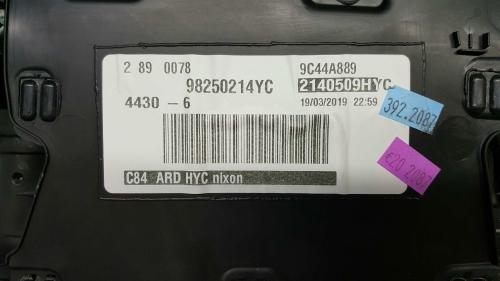 2 89 0078 9C44A889
98250214YC 2140509HYC
4430 - 6 19/03/2019 22:59
392.2087
€20 2087
C84 ARD HYC nixon